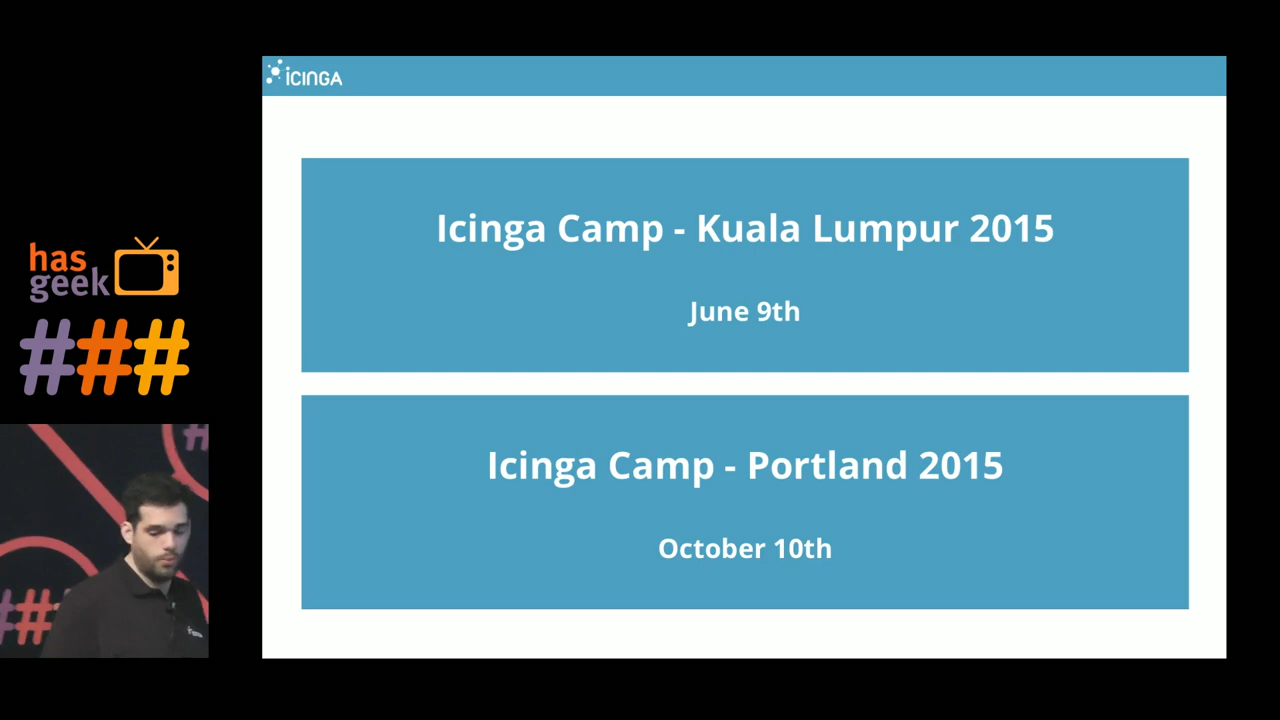 iCINGA
Icinga Camp - Kuala Lumpur 2015
June 9th
Icinga Camp - Portland 2015
October 10th
has
geek
###